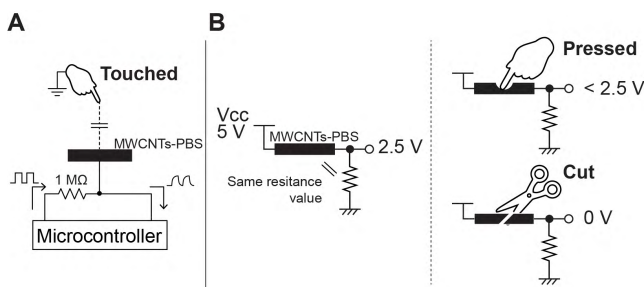 A
Touched
MWCNTs-PBS
1 MΩ
Microcontroller
B
Vcc
5 V
MWCNTs-PBS
2.5 V
Same resitance
value
Pressed
< 2.5 V
Cut
0 V